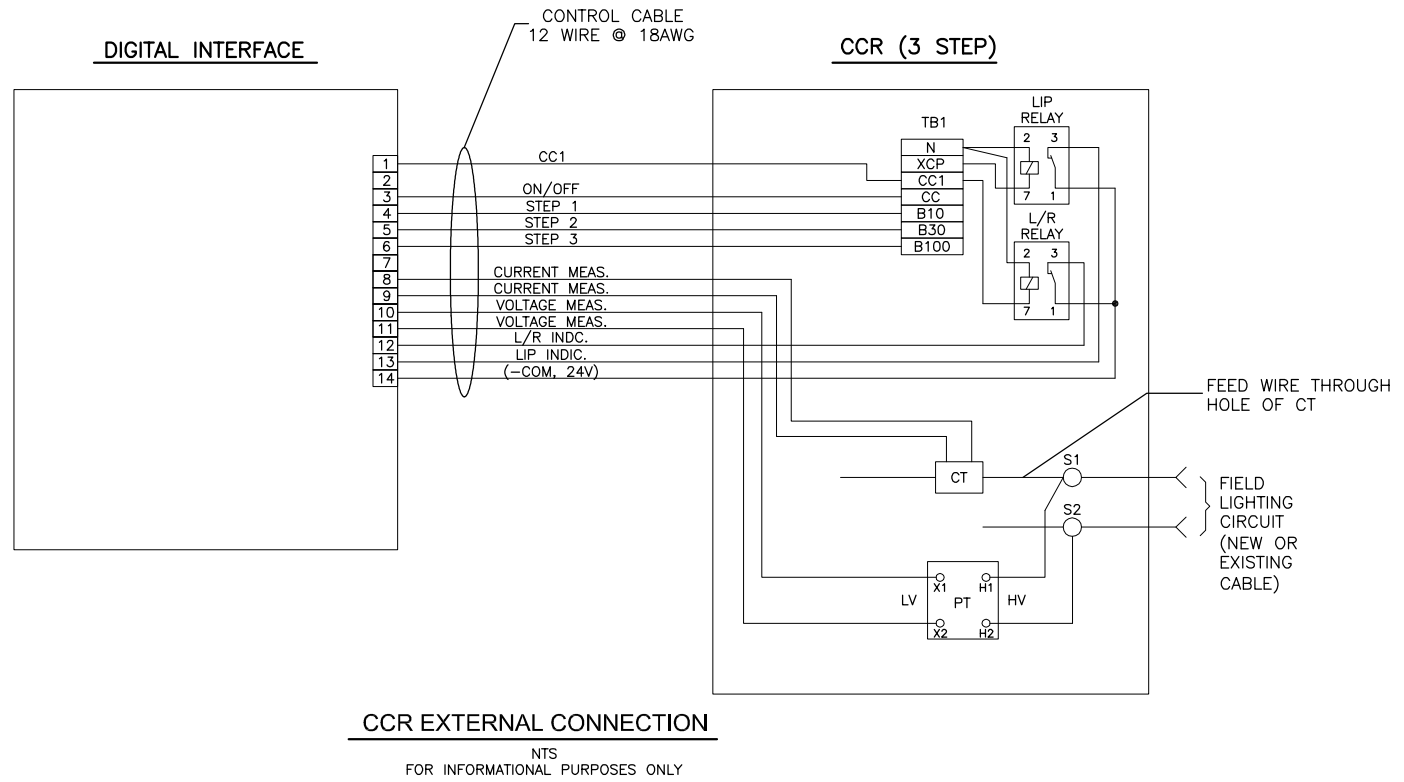 CONTROL CABLE
12 WIRE @ 18AWG
DIGITAL INTERFACE
CCR (3 STEP)
1
2
3
4
5
6
7
8
9
10
11
12
13
14
CC1
ON/OFF
STEP 1
STEP 2
STEP 3
CURRENT MEAS.
CURRENT MEAS.
VOLTAGE MEAS.
VOLTAGE MEAS.
L/R INDC.
LIP INDIC.
(-COM, 24V)
TB1
N
XCP
CC1
CC
B10
B30
B100
LIP
RELAY
2 3
7 1
L/R
RELAY
2 3
7 1
FEED WIRE THROUGH
HOLE OF CT
CT
S1
S2
FIELD
LIGHTING
CIRCUIT
(NEW OR
EXISTING
CABLE)
LV
X1
H1
PT
X2
H2
HV
CCR EXTERNAL CONNECTION
NTS
FOR INFORMATIONAL PURPOSES ONLY